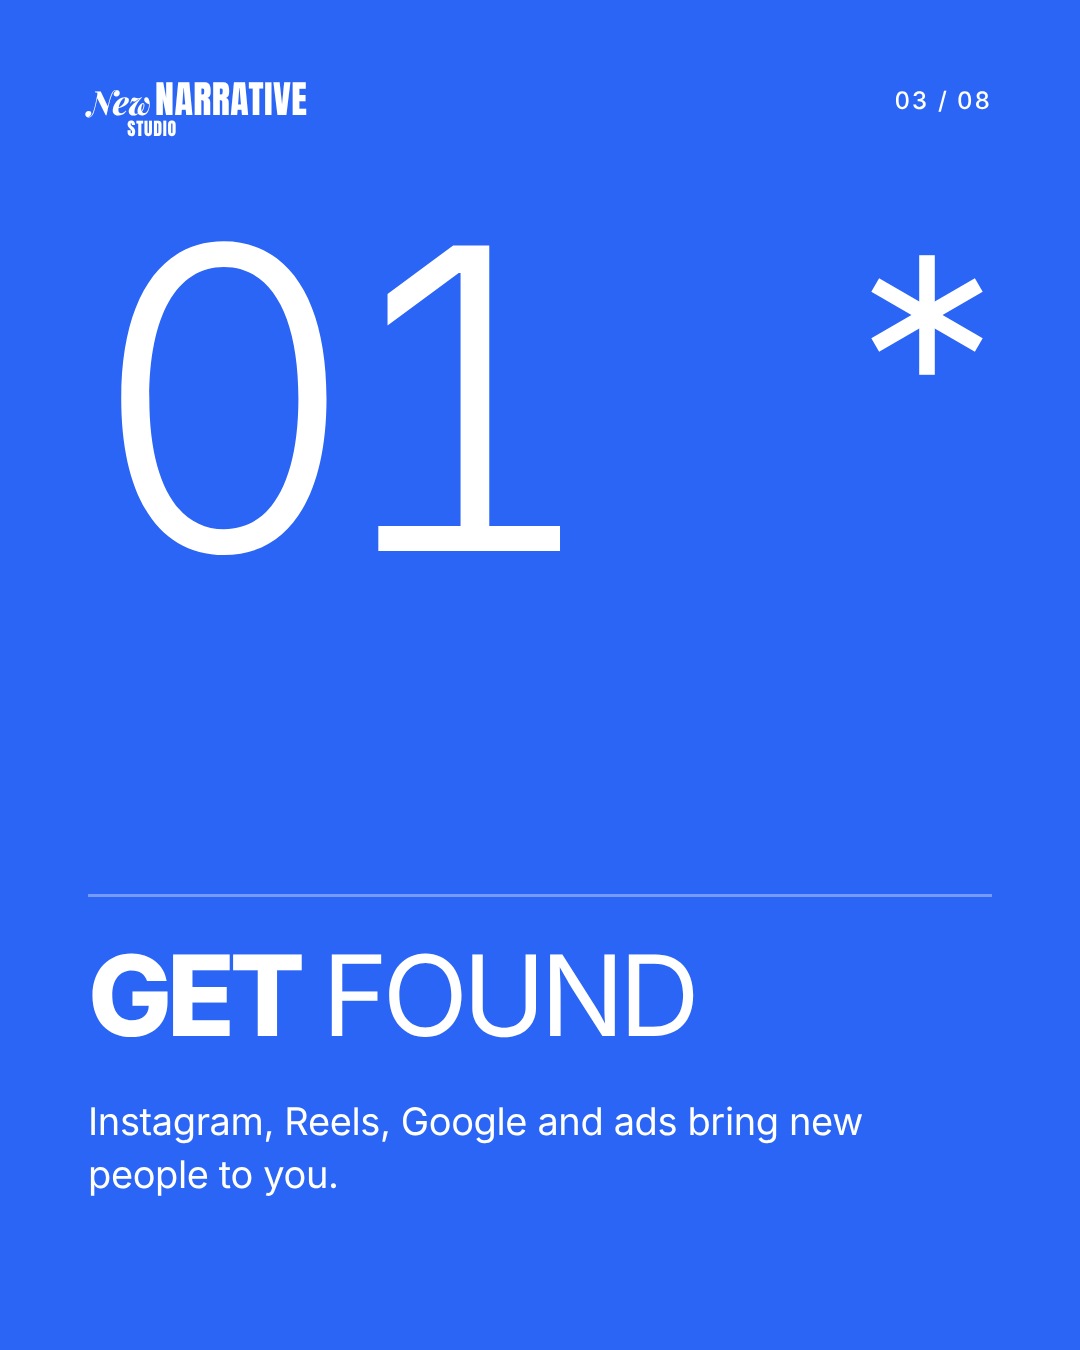 New NARRATIVE
STUDIO
03 / 08
01 *
GET FOUND
Instagram, Reels, Google and ads bring new
people to you.